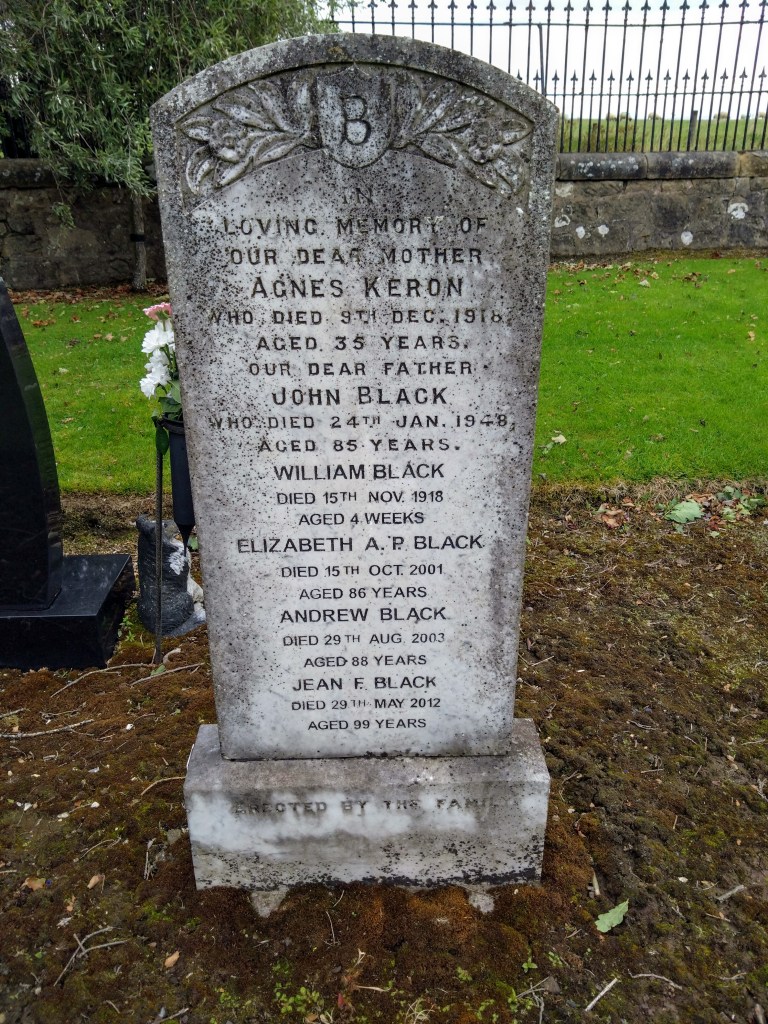 B
IN
LOVING MEMORY OF
OUR DEAR MOTHER
AGNES KERON
WHO DIED 9TH DEC. 1918,
AGED 35 YEARS.
OUR DEAR FATHER
JOHN BLACK
WHO DIED 24TH JAN. 1948,
AGED 85 YEARS.
WILLIAM BLACK
DIED 15TH NOV. 1918
AGED 4 WEEKS
ELIZABETH A. P. BLACK
DIED 15TH OCT. 2001
AGED 86 YEARS
ANDREW BLACK
DIED 29TH AUG. 2003
AGED 88 YEARS
JEAN F. BLACK
DIED 29TH MAY 2012
AGED 99 YEARS
ERECTED BY THE FAMILY